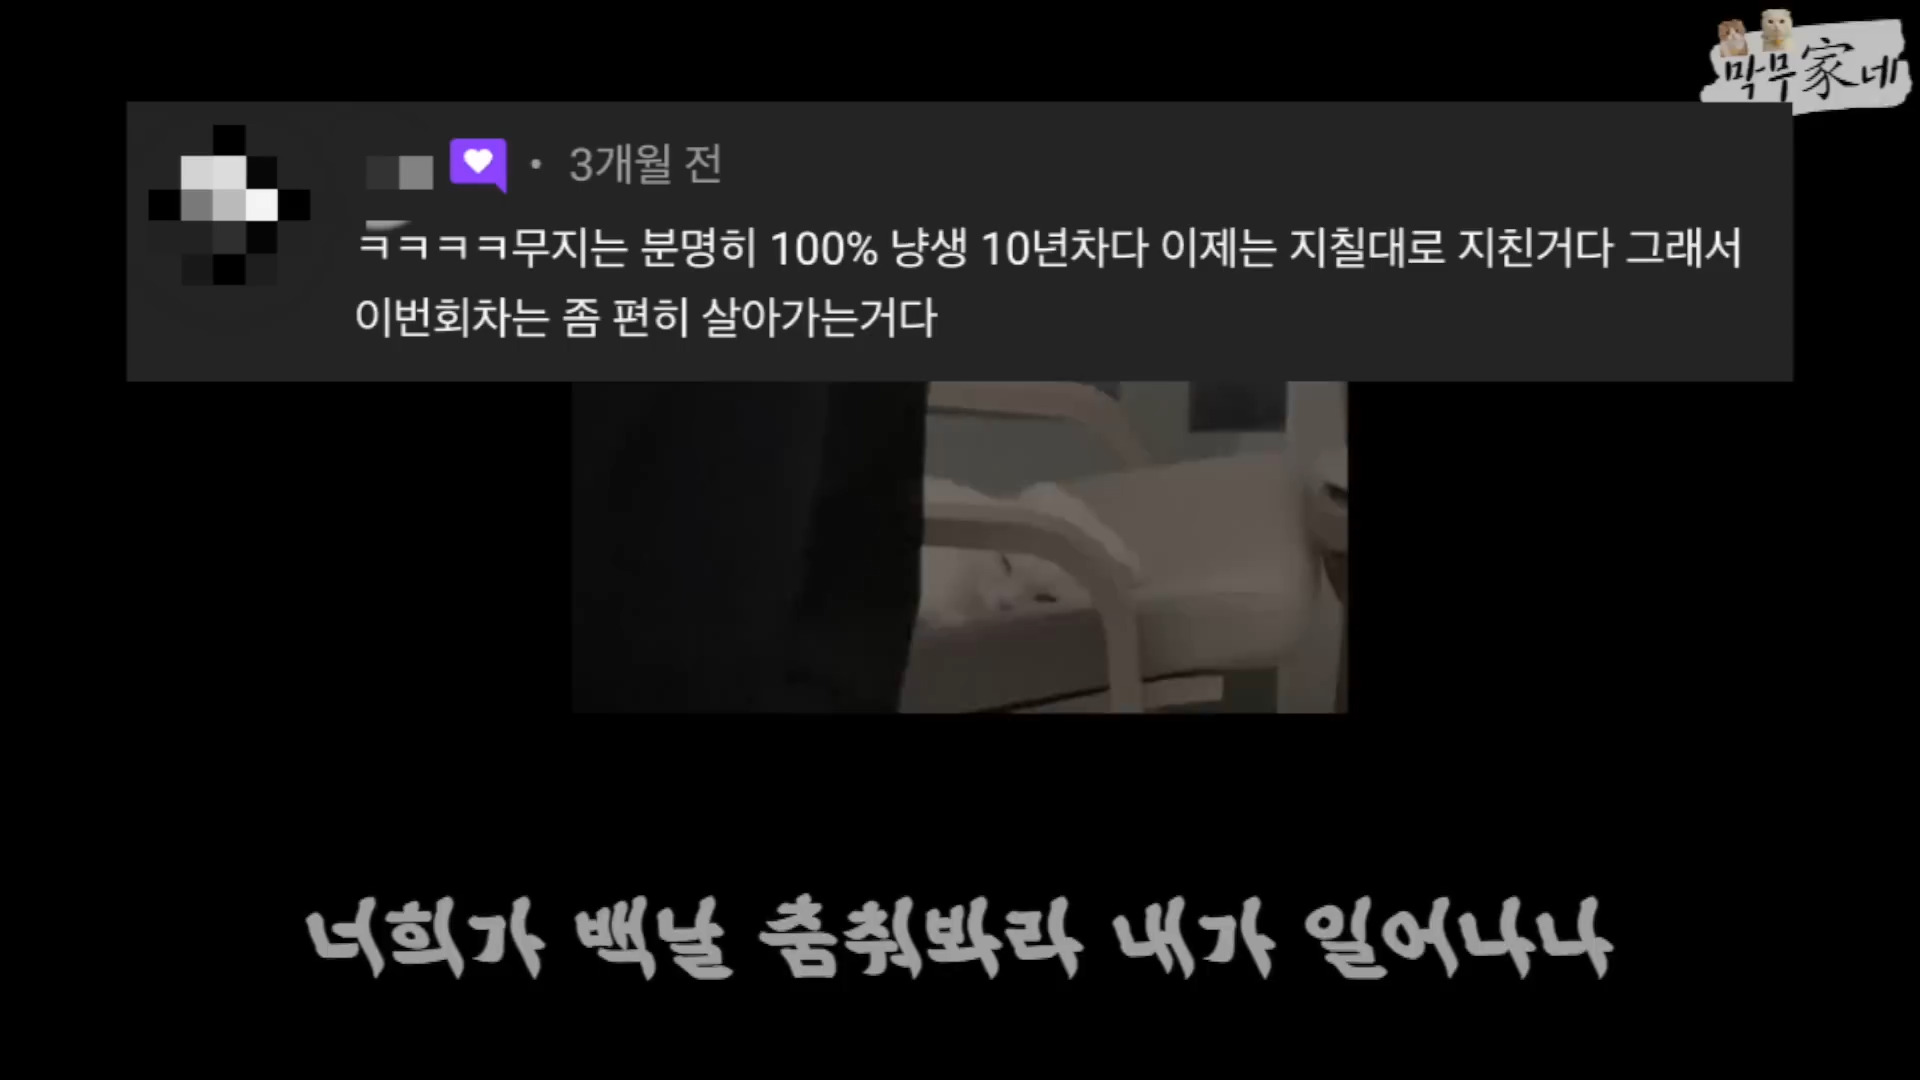 막무家네
3개월 전
ㅋㅋㅋㅋ무지는 분명히 100% 냥생 10년차다 이제는 지칠대로 지친거다 그래서
이번회차는 좀 편히 살아가는거다
너희가 백날 춤춰봐라 내가 일어나나